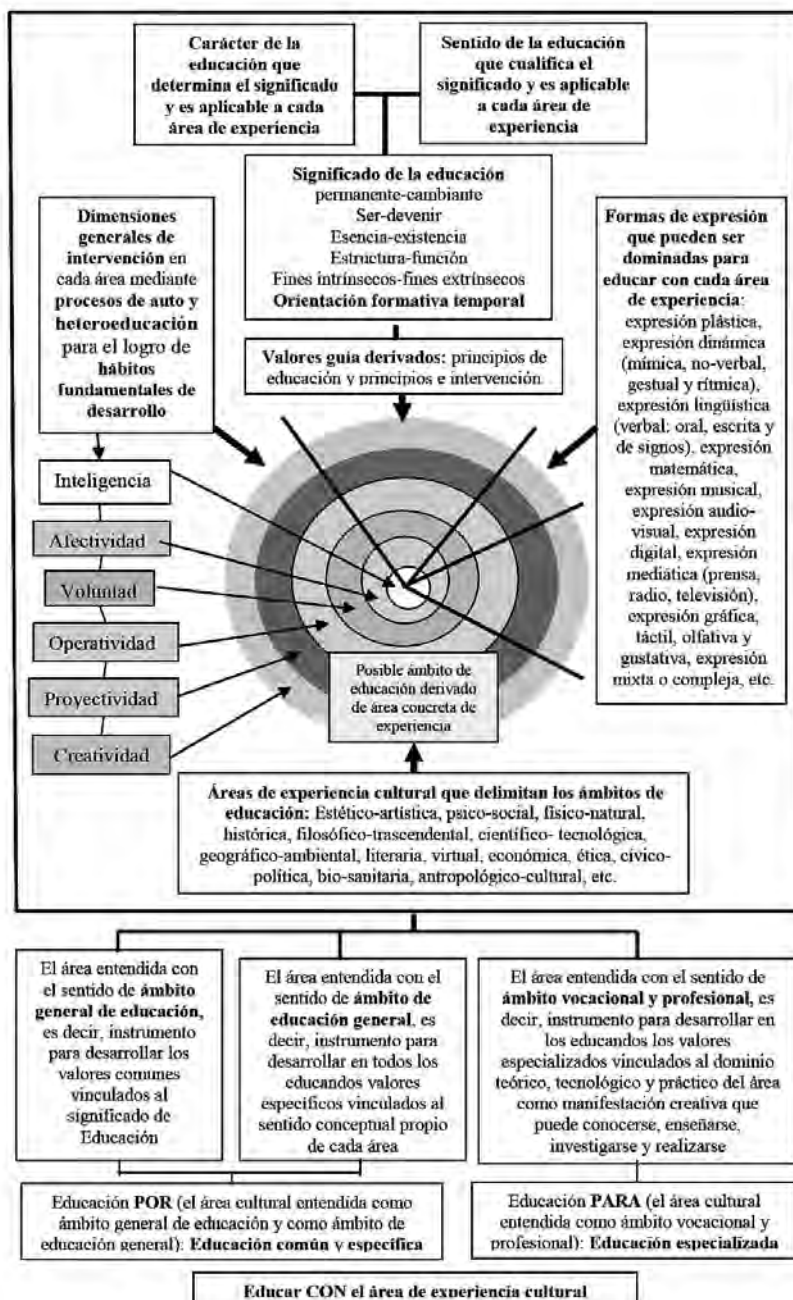 Carácter de la
educación que
determina el significado
y es aplicable a cada
área de experiencia
Sentido de la educación
que cualifica el
significado y es aplicable
a cada área de
experiencia
Significado de la educación
permanente-cambiante
Ser-devenir
Esencia-existencia
Estructura-función
Fines intrínsecos-fines extrínsecos
Orientación formativa temporal
Dimensiones
generales de
intervención en
cada área mediante
procesos de auto y
heteroeducación
para el logro de
hábitos
fundamentales de
desarrollo
Formas de expresión
que pueden ser
dominadas para
educar con cada área
de experiencia:
expresión plástica,
expresión dinámica
(mímica, no-verbal,
gestual y rítmica),
expresión lingüística
(verbal: oral, escrita y
de signos), expresión
matemática,
expresión musical,
expresión audio-
visual, expresión
digital, expresión
mediática (prensa,
radio, televisión),
expresión gráfica,
táctil, olfativa y
gustativa, expresión
mixta o compleja, etc.
Valores guía derivados: principios de
educación y principios e intervención
Inteligencia
Afectividad
Voluntad
Operatividad
Proyectividad
Creatividad
Posible ámbito de
educación derivado
de área concreta de
experiencia
Áreas de experiencia cultural que delimitan los ámbitos de
educación: Estético-artística, psico-social, físico-natural,
histórica, filosófico-trascendental, científico- tecnológica,
geográfico-ambiental, literaria, virtual, económica, ética, cívico-
política, bio-sanitaria, antropológico-cultural, etc.
El área entendida con
el sentido de ámbito
general de educación,
es decir, instrumento
para desarrollar los
valores comunes
vinculados al
significado de
Educación
El área entendida con el
sentido de ámbito de
educación general, es
decir, instrumento para
desarrollar en todos los
educandos valores
específicos vinculados al
sentido conceptual propio
de cada área
El área entendida con el sentido de
ámbito vocacional y profesional, es
decir, instrumento para desarrollar en
los educandos los valores
especializados vinculados al dominio
teórico, tecnológico y práctico del área
como manifestación creativa que
puede conocerse, enseñarse,
investigarse y realizarse
Educación POR (el área cultural entendida como
ámbito general de educación y como ámbito de
educación general): Educación común y específica
Educación PARA (el área cultural
entendida como ámbito vocacional y
profesional): Educación especializada
Educar CON el área de experiencia cultural